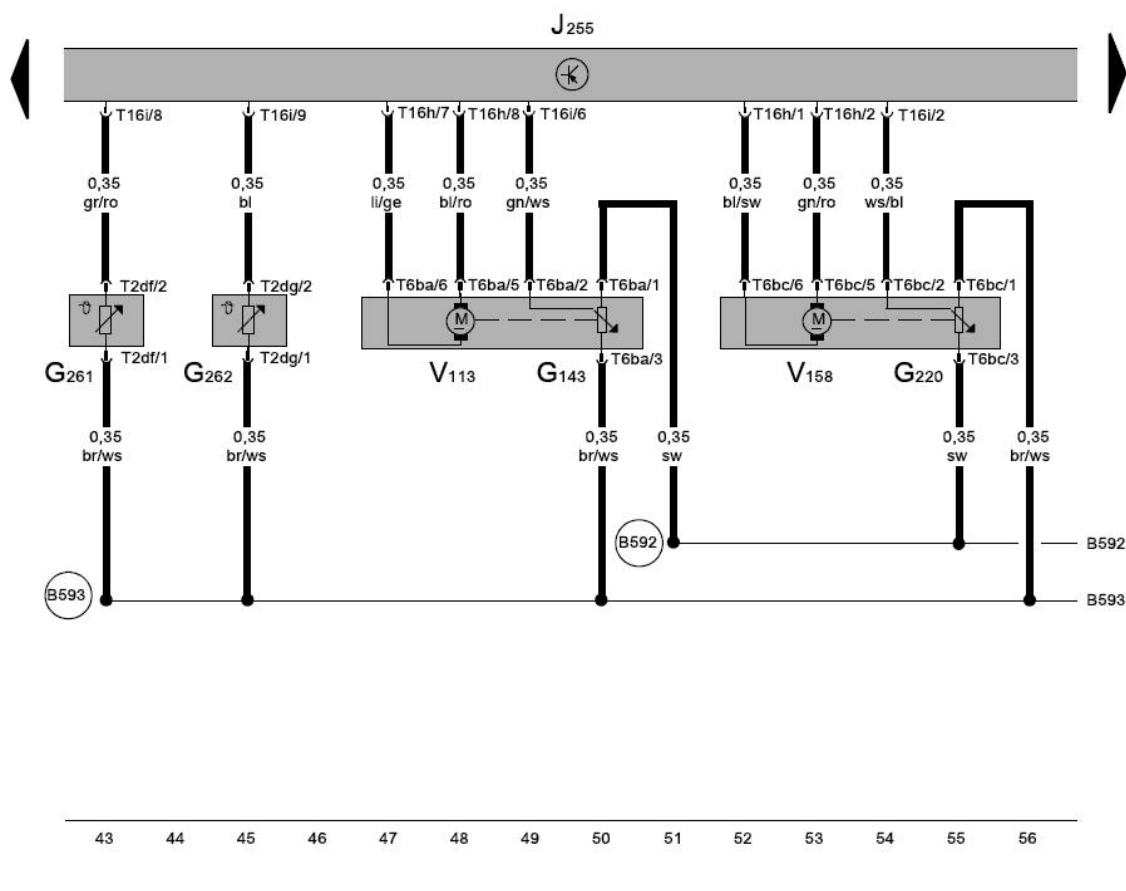 J255
T16i/8 T16i/9 T16h/7 T16h/8 T16i/6 T16h/1 T16h/2 T16i/2
0,35 0,35 0,35 0,35 0,35 0,35 0,35 0,35
gr/ro bl li/ge bl/ro gn/ws bl/sw gn/ro ws/bl
T2df/2 T2dg/2 T6ba/6 T6ba/5 T6ba/2 T6ba/1 T6bc/6 T6bc/5 T6bc/2 T6bc/1
M M
T2df/1 T2dg/1 T6ba/3 T6bc/3
G261 G262 V113 G143 V158 G220
0,35 0,35 0,35 0,35 0,35 0,35
br/ws br/ws br/ws sw sw br/ws
B592 B592
B593 B593
43 44 45 46 47 48 49 50 51 52 53 54 55 56